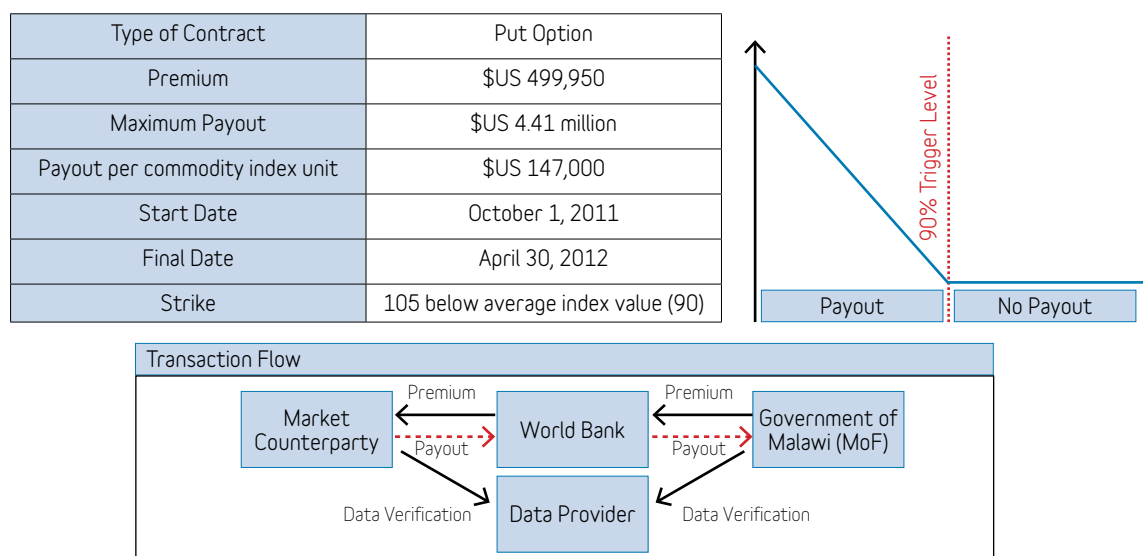 Type of Contract
Put Option
Premium
$US 499,950
Maximum Payout
$US 4.41 million
Payout per commodity index unit
$US 147,000
Start Date
October 1, 2011
Final Date
April 30, 2012
Strike
105 below average index value (90)
90% Trigger Level
Payout
No Payout
Transaction Flow
Market
Counterparty
Premium
Payout
World Bank
Premium
Payout
Government of
Malawi (MoF)
Data Verification
Data Provider
Data Verification